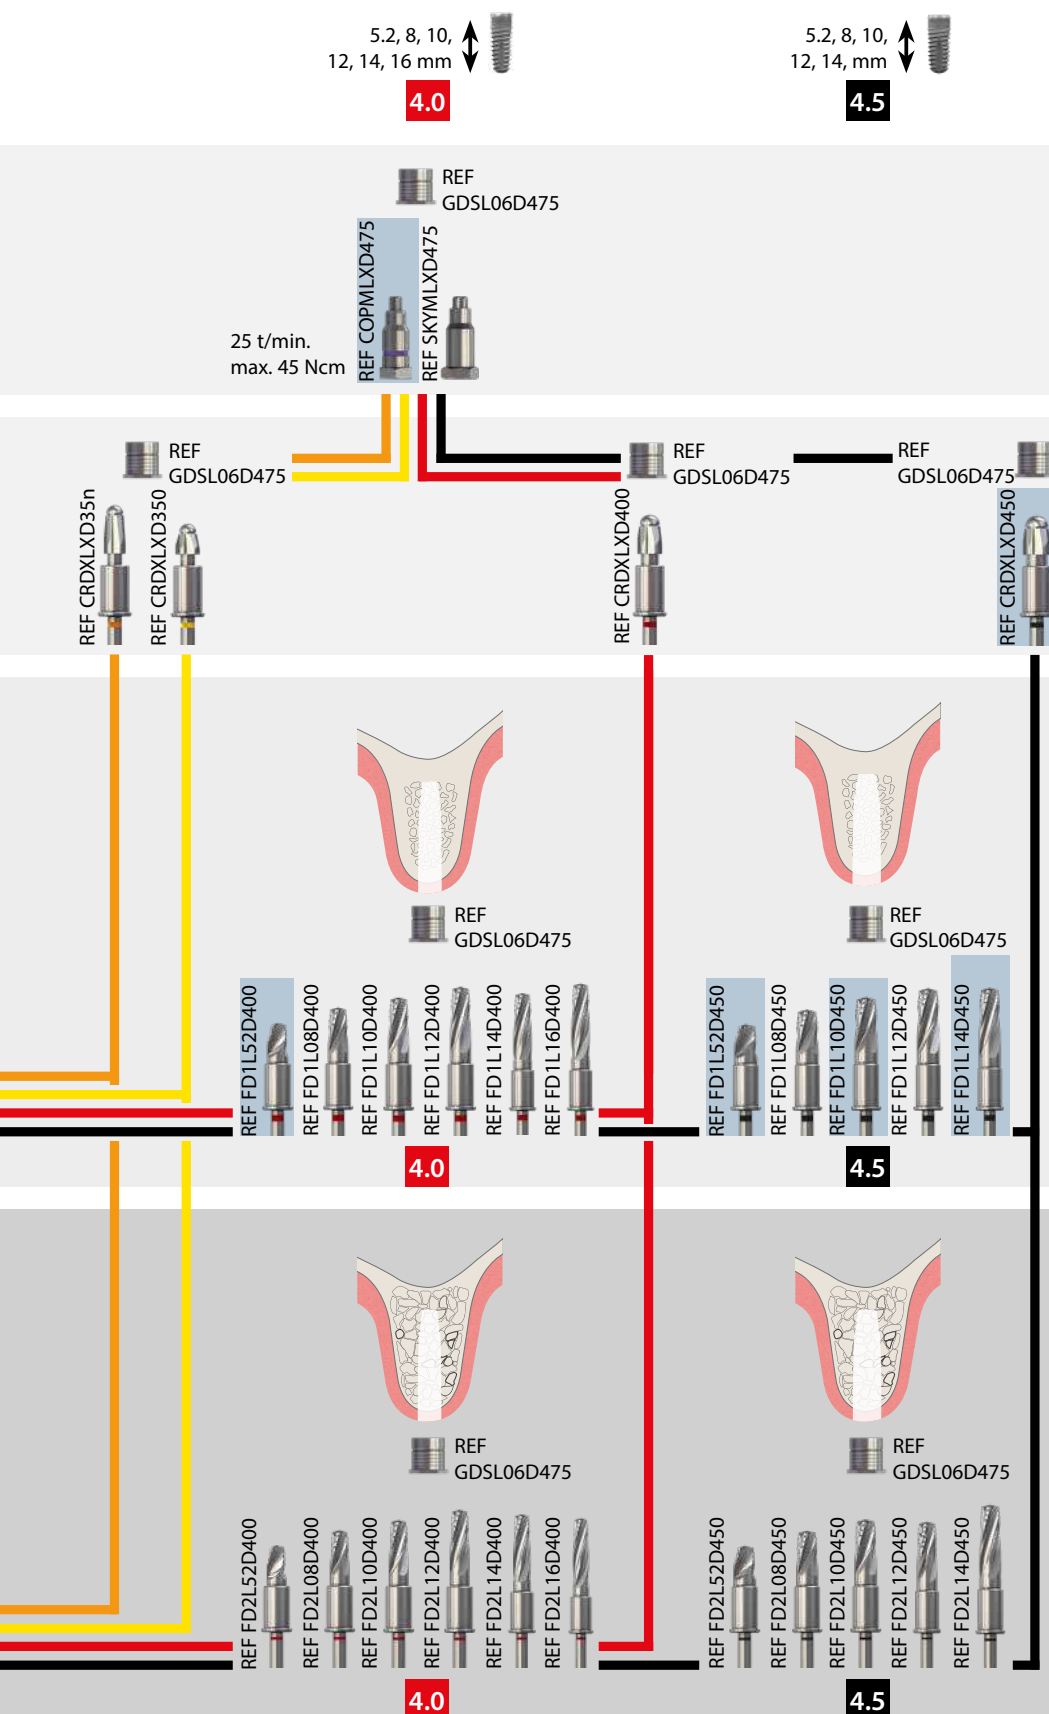 5.2, 8, 10,
12, 14, 16 mm
4.0
5.2, 8, 10,
12, 14, mm
4.5
REF
GDSL06D475
REF COPMLXD475
REF SKYMLXD475
25 t/min.
max. 45 Ncm
REF
GDSL06D475
REF
GDSL06D475
REF
GDSL06D475
REF CRDXLXD35n
REF CRDXLXD350
REF CRDXLXD400
REF CRDXLXD450
REF
GDSL06D475
REF
GDSL06D475
REF FD1L52D400
REF FD1L08D400
REF FD1L10D400
REF FD1L12D400
REF FD1L14D400
REF FD1L16D400
REF FD1L52D450
REF FD1L08D450
REF FD1L10D450
REF FD1L12D450
REF FD1L14D450
4.0
4.5
REF
GDSL06D475
REF
GDSL06D475
REF FD2L52D400
REF FD2L08D400
REF FD2L10D400
REF FD2L12D400
REF FD2L14D400
REF FD2L16D400
REF FD2L52D450
REF FD2L08D450
REF FD2L10D450
REF FD2L12D450
REF FD2L14D450
4.0
4.5